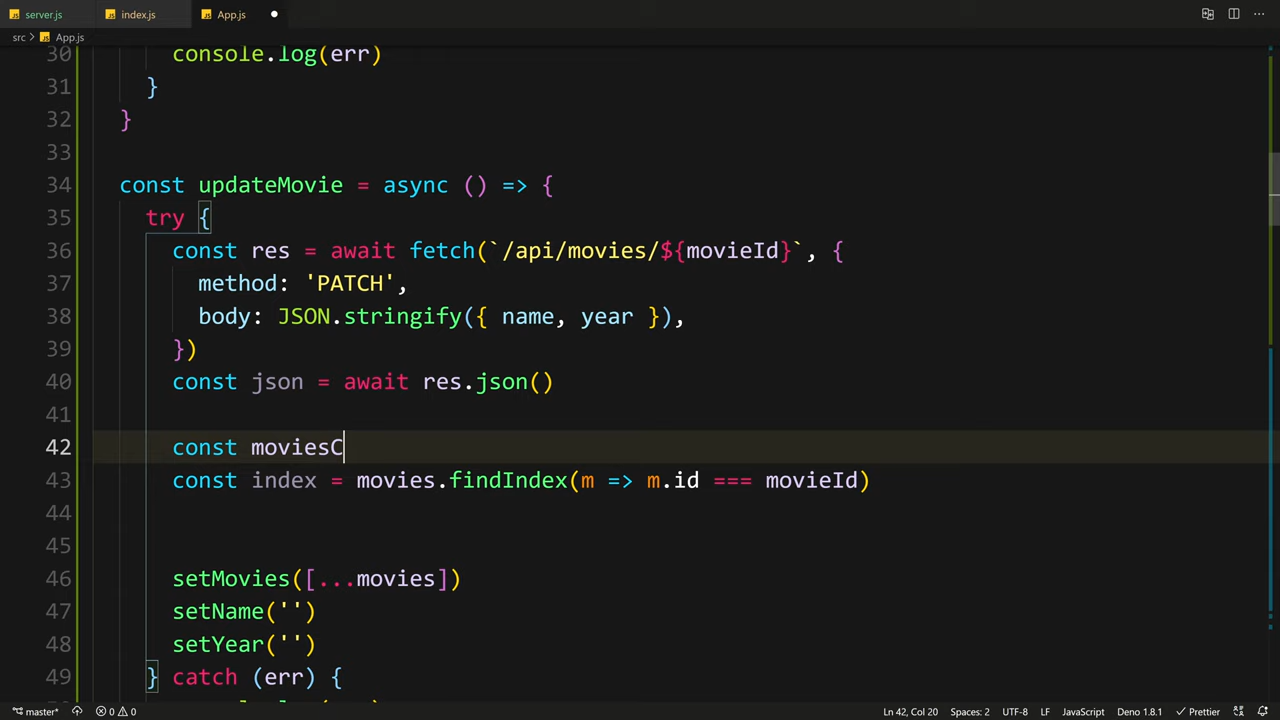 server.js index.js App.js
src › App.js
30 console.log(err)
31 }
32 }
33
34 const updateMovie = async () => {
35 try {
36 const res = await fetch(`/api/movies/${movieId}`, {
37 method: 'PATCH',
38 body: JSON.stringify({ name, year }),
39 })
40 const json = await res.json()
41
42 const moviesC
43 const index = movies.findIndex(m => m.id === movieId)
44
45
46 setMovies([...movies])
47 setName('')
48 setYear('')
49 } catch (err) {
master* 0 0 Ln 42, Col 20 Spaces: 2 UTF-8 LF JavaScript Deno 1.8.1 Prettier